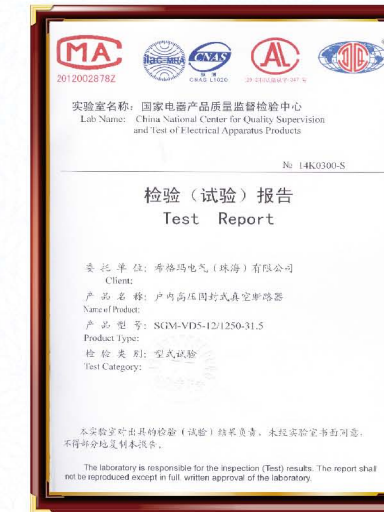 MA
ilac-MRA
CNAS
AL
2012002878Z
CNAS L1020
实验室名称: 国家电器产品质量监督检验中心
Lab Name: China National Center for Quality Supervision
and Test of Electrical Apparatus Products
№ 14K0300-S
检验（试验）报告
Test Report
委托单位: 希格玛电气（珠海）有限公司
Client:
产品名称: 户内高压固封式真空断路器
Name of Product:
产品型号: SGM-VD5-12/1250-31.5
Product Type:
检验类别: 型式试验
Test Category:
本实验室对出具的检验（试验）结果负责。未经实验室书面同意,
不得部分地复制本报告。
The laboratory is responsible for the inspection (Test) results. The report shall
not be reproduced except in full. written approval of the laboratory.